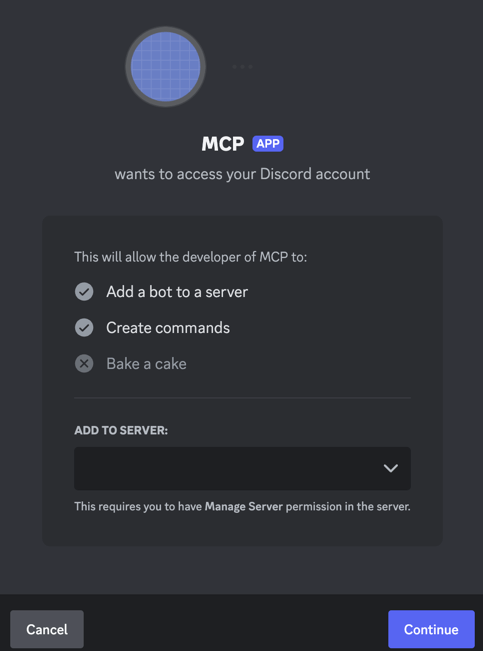 MCP APP
wants to access your Discord account
This will allow the developer of MCP to:
Add a bot to a server
Create commands
Bake a cake
ADD TO SERVER:
This requires you to have Manage Server permission in the server.
Cancel
Continue